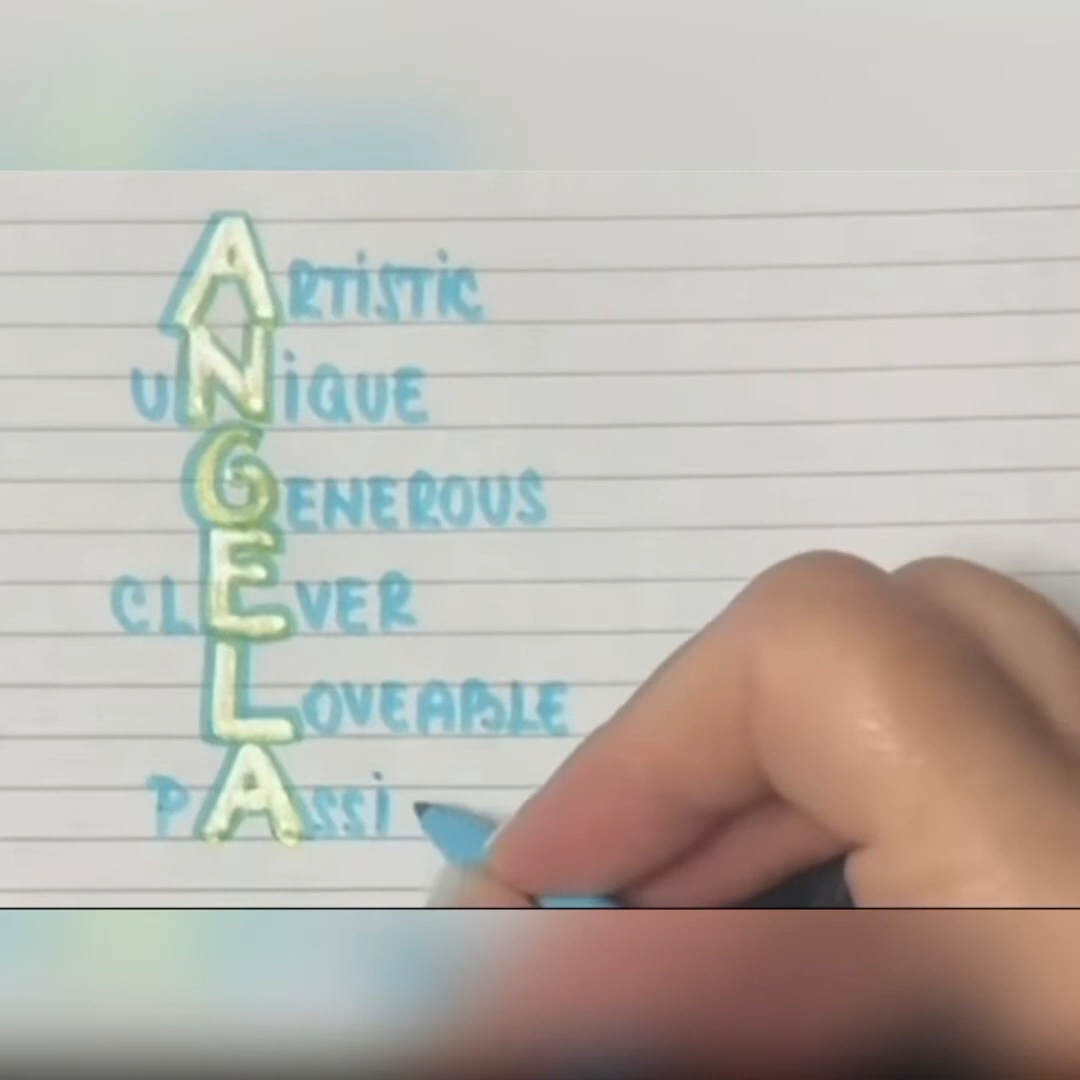 ARTiSTiC
UNiQUE
GENEROUS
CLEVER
LOVEABLE
PASSi